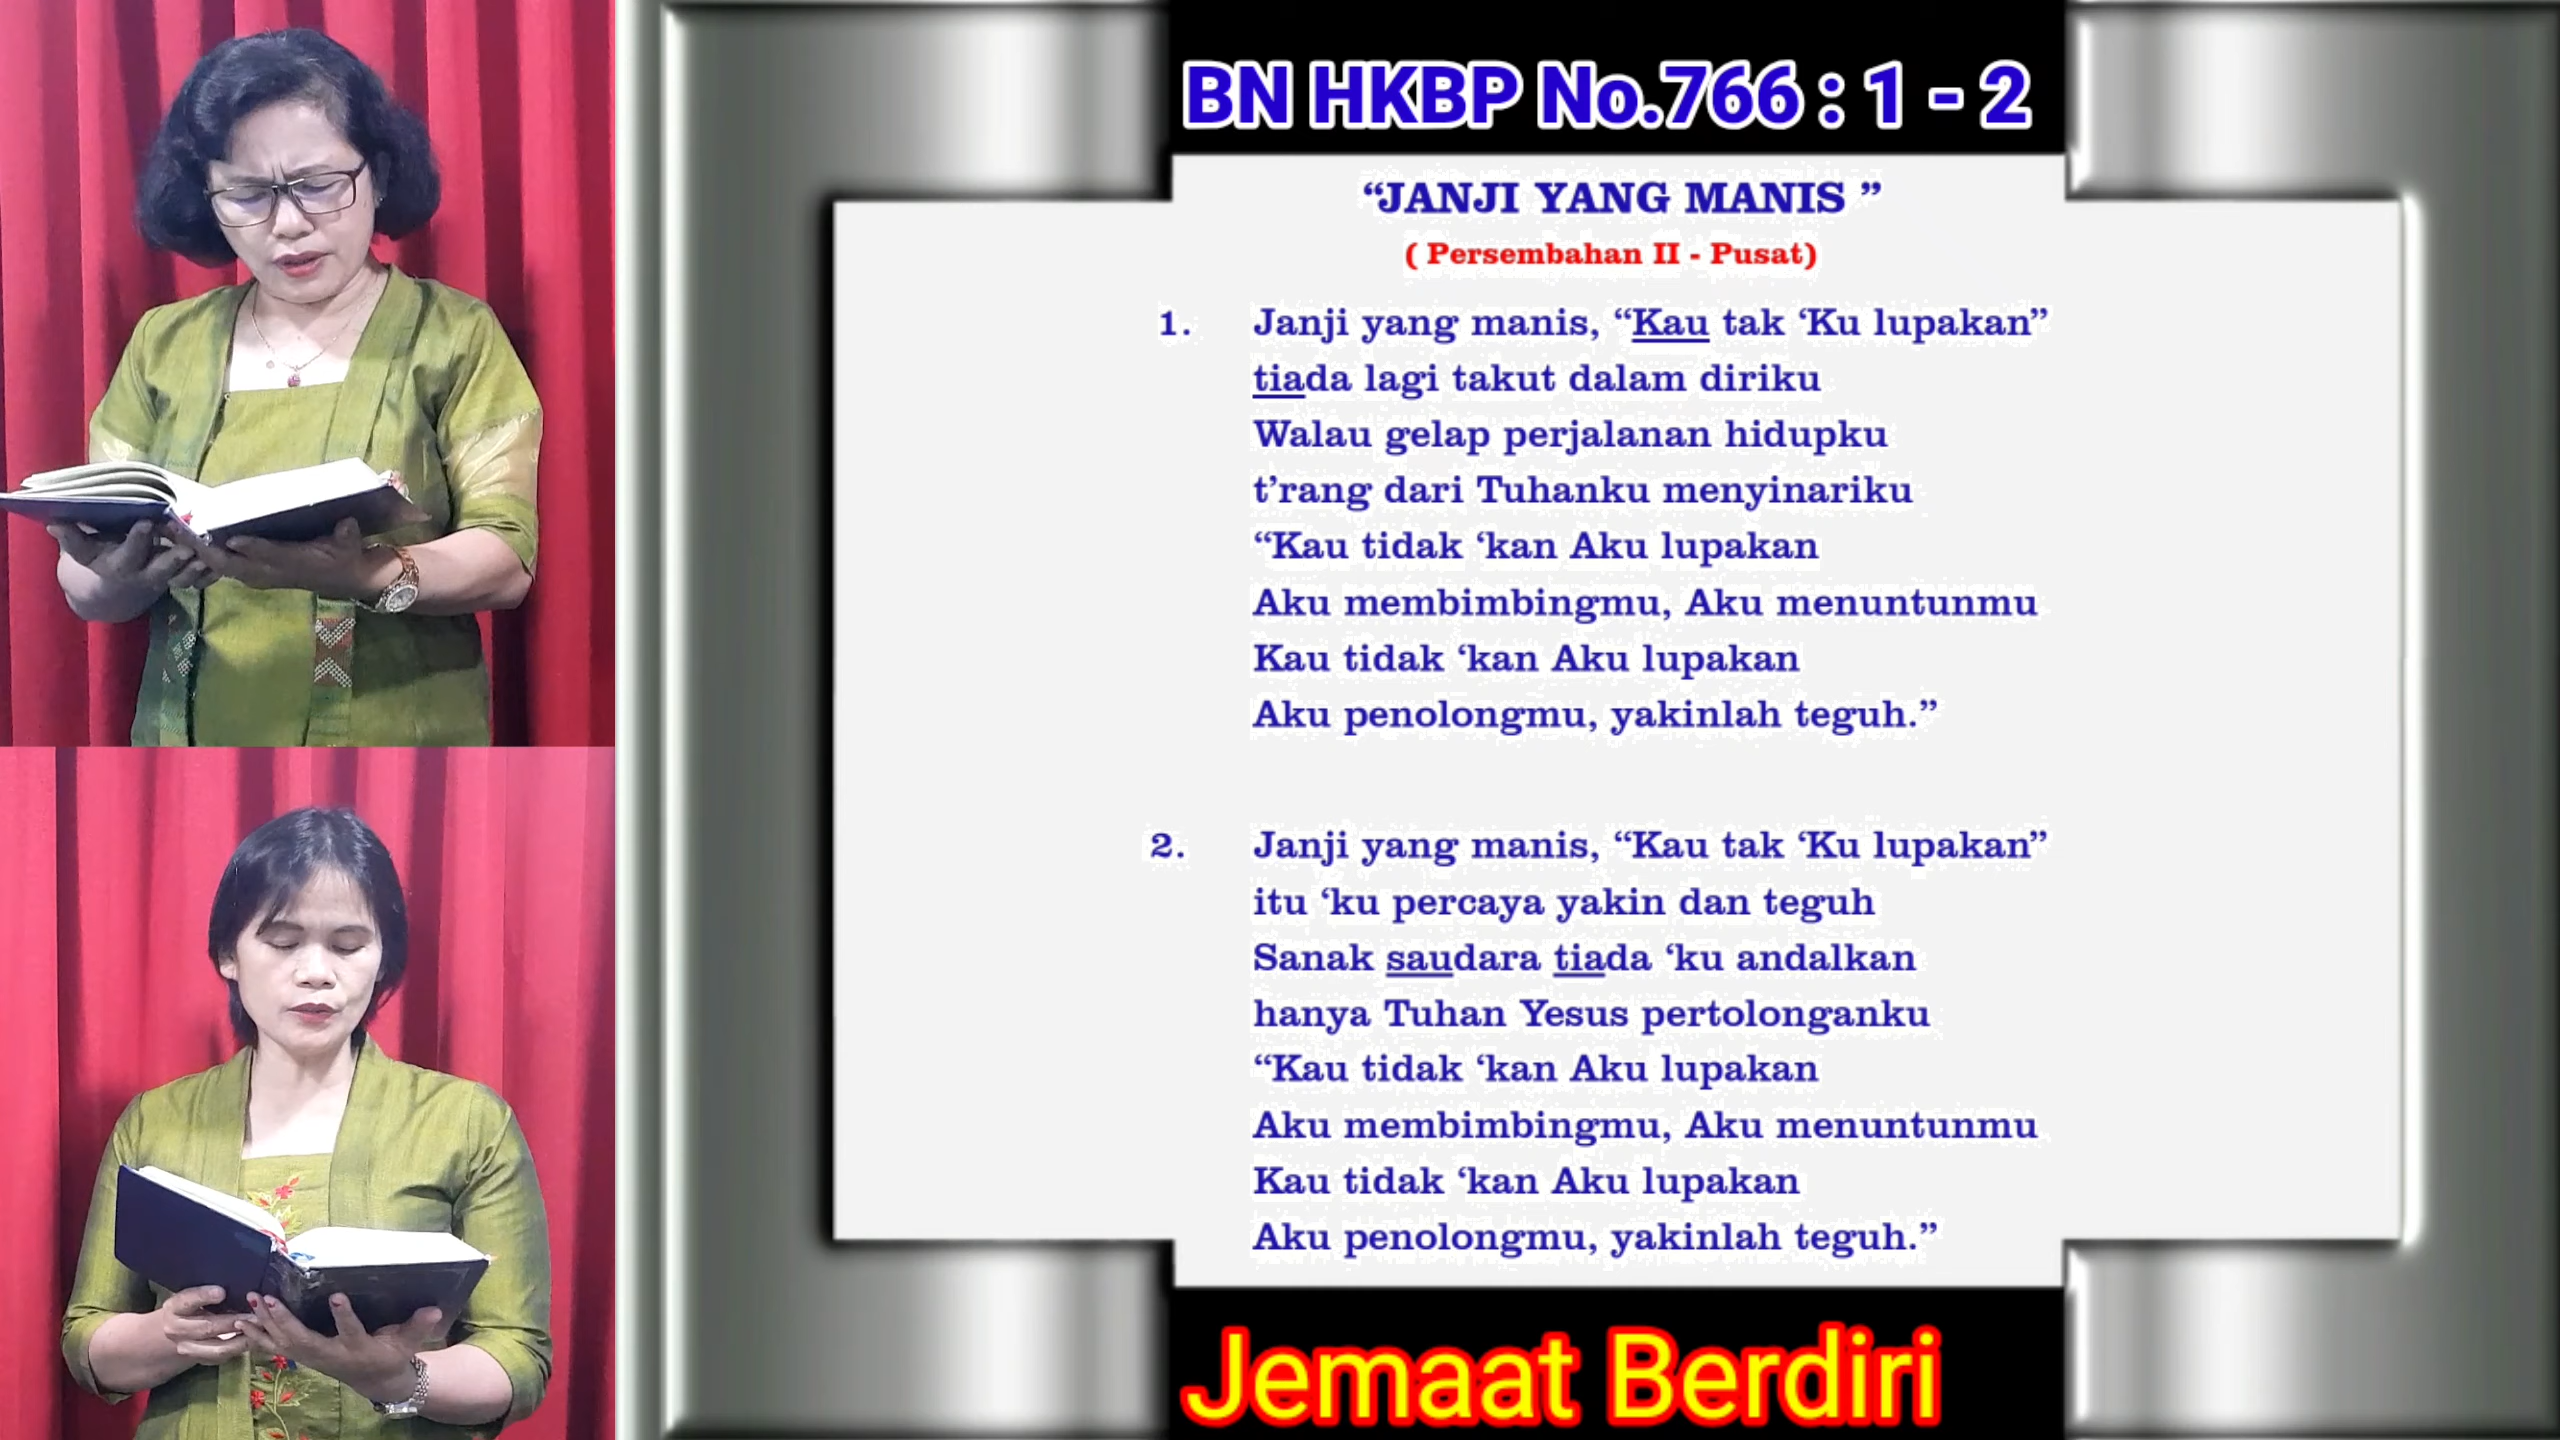 BN HKBP No.766 : 1 - 2
“JANJI YANG MANIS ”
( Persembahan II - Pusat)
1. Janji yang manis, “Kau tak ‘Ku lupakan”
tiada lagi takut dalam diriku
Walau gelap perjalanan hidupku
t’rang dari Tuhanku menyinariku
“Kau tidak ‘kan Aku lupakan
Aku membimbingmu, Aku menuntunmu
Kau tidak ‘kan Aku lupakan
Aku penolongmu, yakinlah teguh.”
2. Janji yang manis, “Kau tak ‘Ku lupakan”
itu ‘ku percaya yakin dan teguh
Sanak saudara tiada ‘ku andalkan
hanya Tuhan Yesus pertolonganku
“Kau tidak ‘kan Aku lupakan
Aku membimbingmu, Aku menuntunmu
Kau tidak ‘kan Aku lupakan
Aku penolongmu, yakinlah teguh.”
Jemaat Berdiri